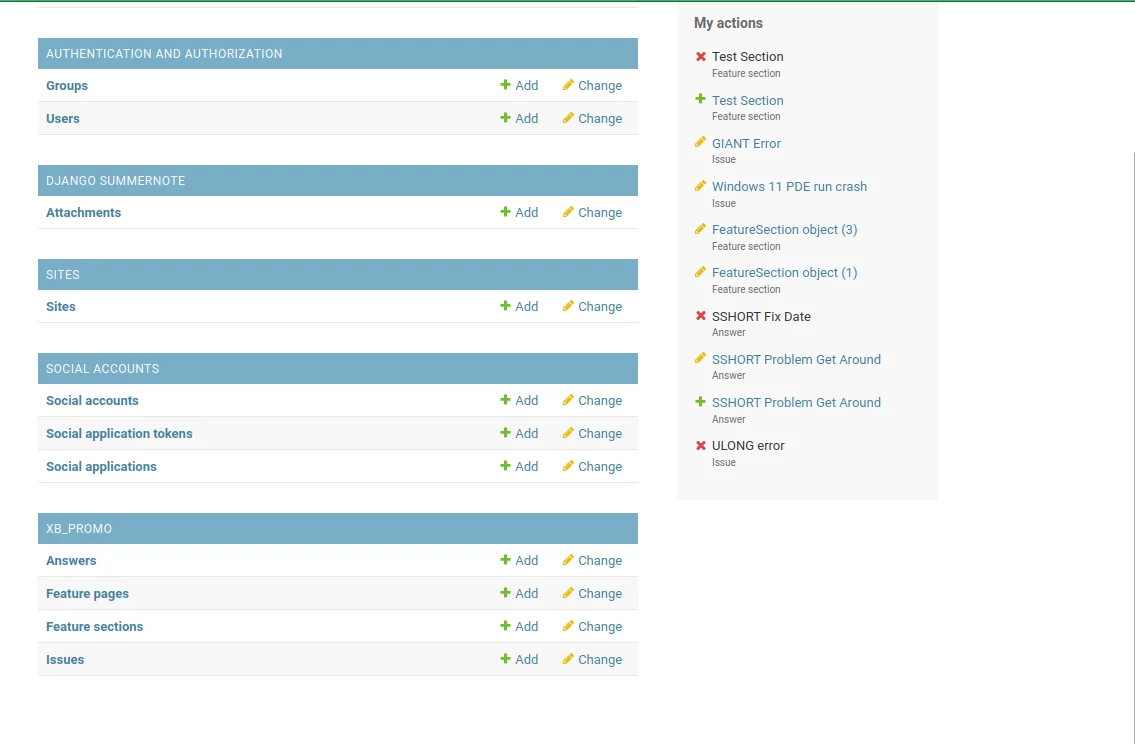 AUTHENTICATION AND AUTHORIZATION
Groups Add Change
Users Add Change
DJANGO SUMMERNOTE
Attachments Add Change
SITES
Sites Add Change
SOCIAL ACCOUNTS
Social accounts Add Change
Social application tokens Add Change
Social applications Add Change
XB_PROMO
Answers Add Change
Feature pages Add Change
Feature sections Add Change
Issues Add Change
My actions
Test Section
Feature section
Test Section
Feature section
GIANT Error
Issue
Windows 11 PDE run crash
Issue
FeatureSection object (3)
Feature section
FeatureSection object (1)
Feature section
SSHORT Fix Date
Answer
SSHORT Problem Get Around
Answer
SSHORT Problem Get Around
Answer
ULONG error
Issue